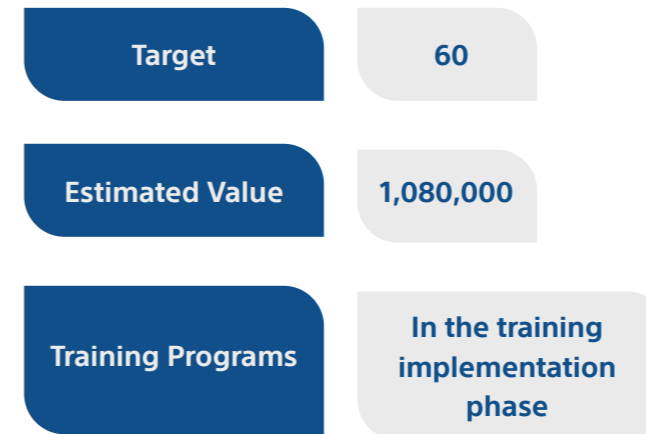 Target
60
Estimated Value
1,080,000
Training Programs
In the training
implementation
phase